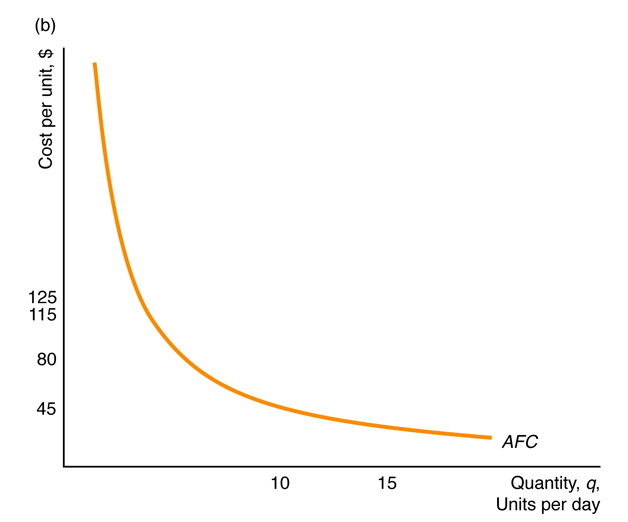 (b)
Cost per unit, $
125
115
80
45
AFC
10
15
Quantity, q,
Units per day